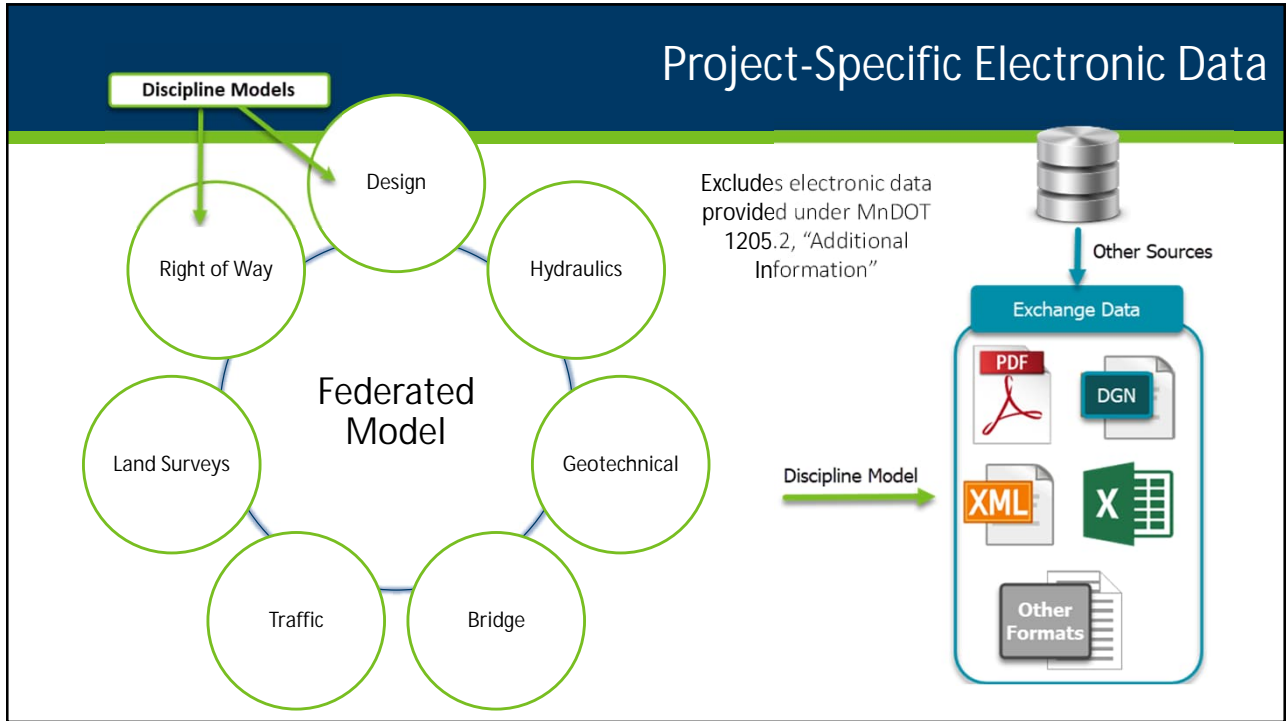 Project-Specific Electronic Data
Discipline Models
Design
Right of Way
Hydraulics
Federated
Model
Land Surveys
Geotechnical
Traffic
Bridge
Excludes electronic data
provided under MnDOT
1205.2, “Additional
Information”
Other Sources
Exchange Data
PDF
DGN
Discipline Model
XML
X
Other
Formats